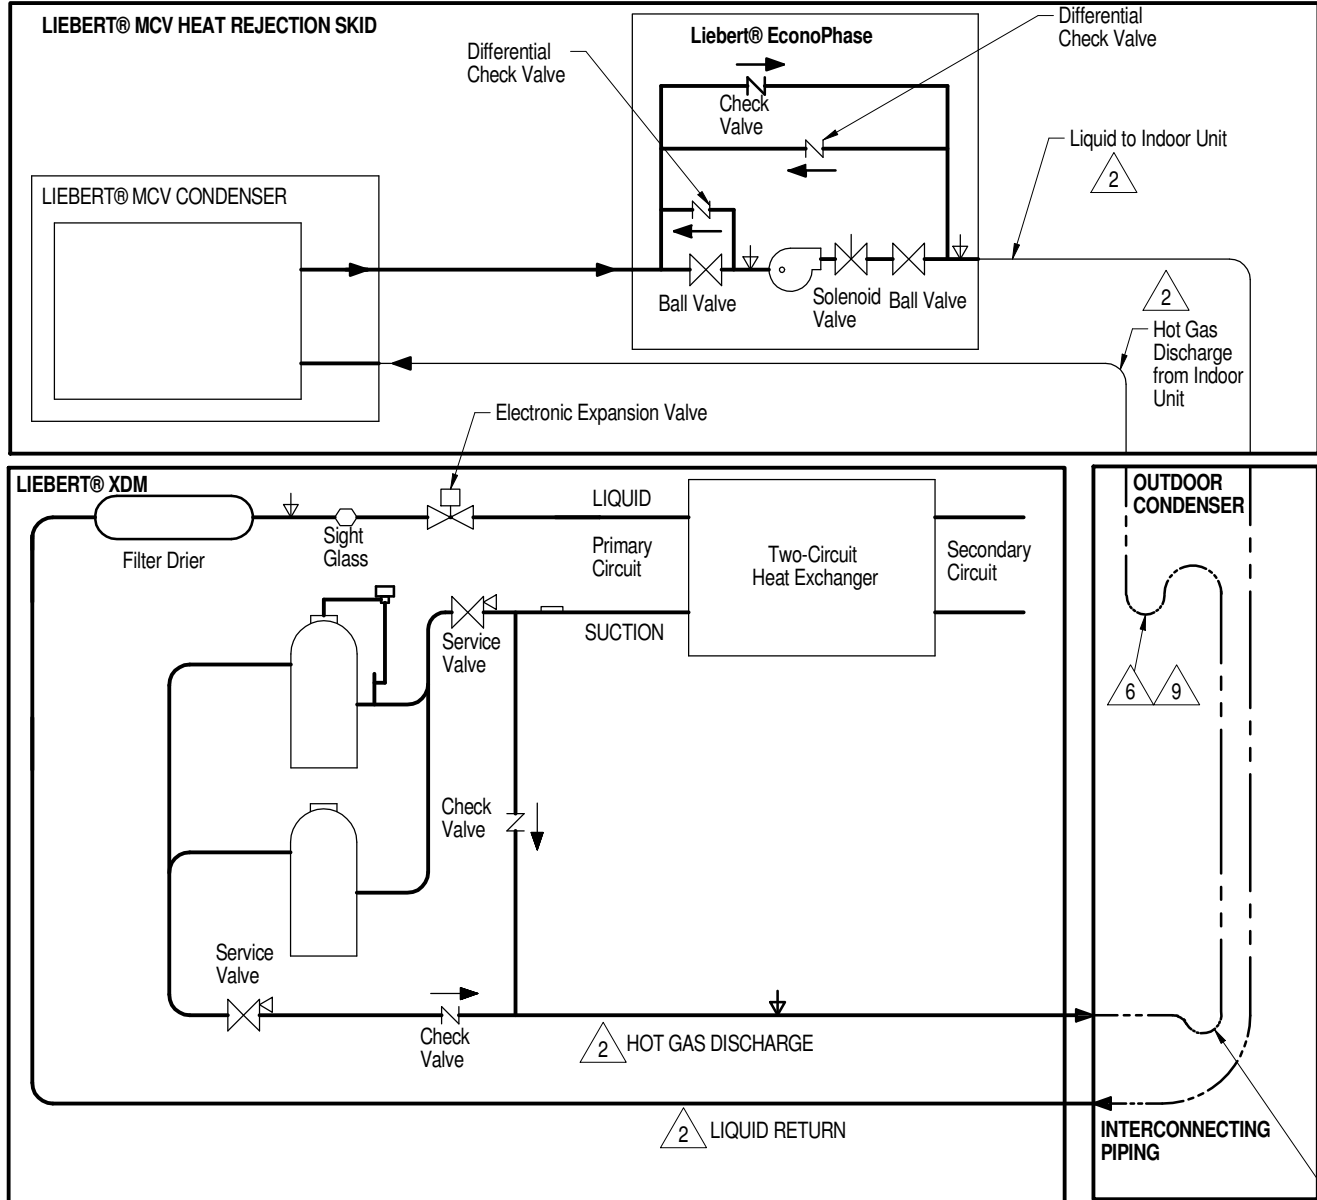 LIEBERT® MCV HEAT REJECTION SKID
Differential
Check Valve
Liebert® EconoPhase
Differential
Check Valve
Check
Valve
Liquid to Indoor Unit
2
LIEBERT® MCV CONDENSER
Ball Valve
Solenoid
Valve
Ball Valve
2
Hot Gas
Discharge
from Indoor
Unit
Electronic Expansion Valve
LIEBERT® XDM
Filter Drier
Sight
Glass
LIQUID
Primary
Circuit
Two-Circuit
Heat Exchanger
Secondary
Circuit
SUCTION
Service
Valve
Check
Valve
Service
Valve
Check
Valve
2 HOT GAS DISCHARGE
2 LIQUID RETURN
OUTDOOR
CONDENSER
6 9
INTERCONNECTING
PIPING